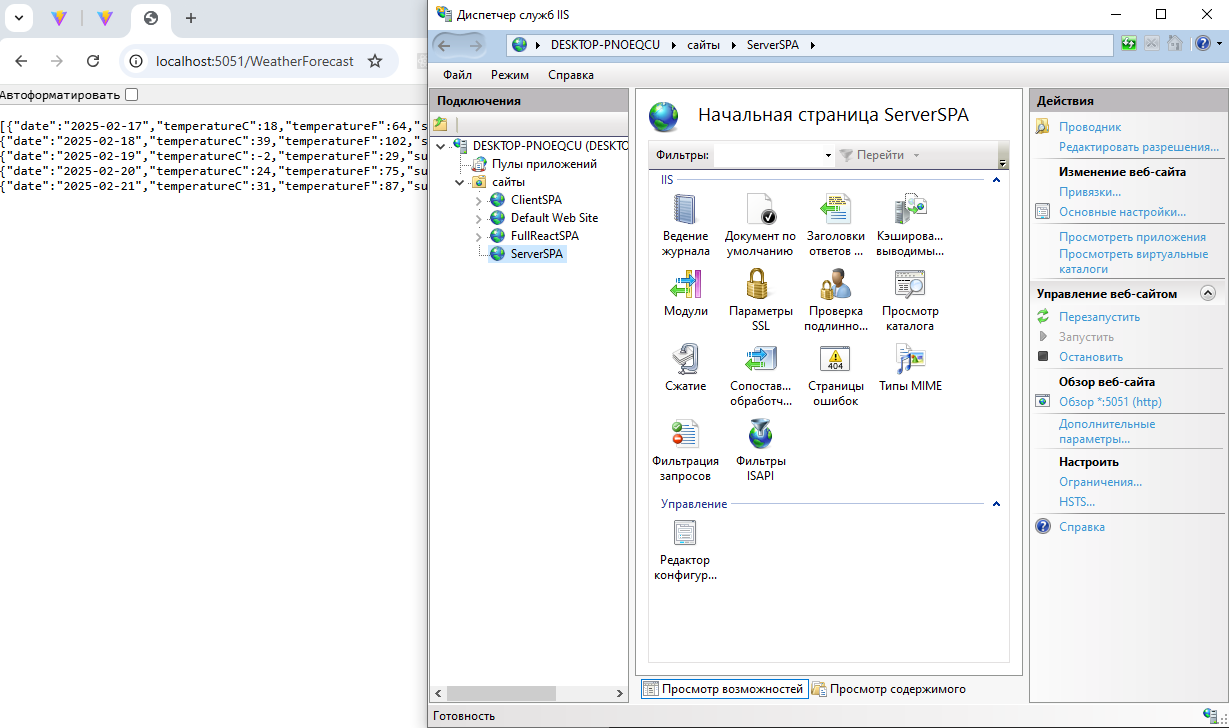 localhost:5051/WeatherForecast
Автоформатировать
[{"date":"2025-02-17","temperatureC":18,"temperatureF":64,"s
{"date":"2025-02-18","temperatureC":39,"temperatureF":102,"s
{"date":"2025-02-19","temperatureC":-2,"temperatureF":29,"su
{"date":"2025-02-20","temperatureC":24,"temperatureF":75,"su
{"date":"2025-02-21","temperatureC":31,"temperatureF":87,"su
Диспетчер служб IIS
DESKTOP-PNOEQCU
сайты
ServerSPA
Файл
Режим
Справка
Подключения
DESKTOP-PNOEQCU (DESKTO
Пулы приложений
сайты
ClientSPA
Default Web Site
FullReactSPA
ServerSPA
Начальная страница ServerSPA
Фильтры:
Перейти
IIS
Ведение
журнала
Документ по
умолчанию
Заголовки
ответов ...
Кэширова...
выводимы...
Модули
Параметры
SSL
Проверка
подлинно...
Просмотр
каталога
Сжатие
Сопостав...
обработч...
404
Страницы
ошибок
Типы MIME
Фильтрация
запросов
Фильтры
ISAPI
Управление
Редактор
конфигур...
Просмотр возможностей
Просмотр содержимого
Действия
Проводник
Редактировать разрешения...
Изменение веб-сайта
Привязки...
Основные настройки...
Просмотреть приложения
Просмотреть виртуальные
каталоги
Управление веб-сайтом
Перезапустить
Запустить
Остановить
Обзор веб-сайта
Обзор *:5051 (http)
Дополнительные
параметры...
Настроить
Ограничения...
HSTS...
Справка
Готовность